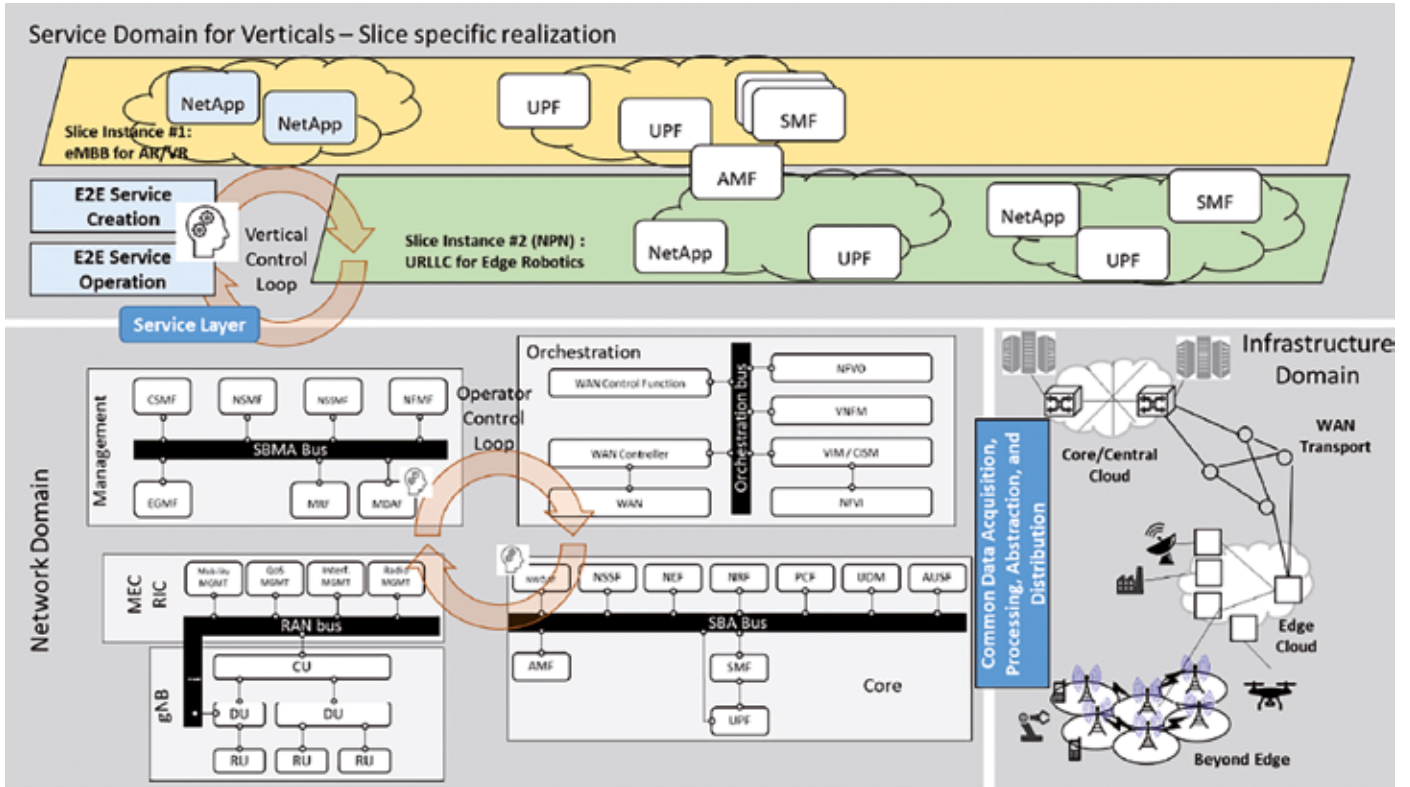 Service Domain for Verticals – Slice specific realization
NetApp
NetApp
Slice Instance #1:
eMBB for AR/VR
UPF
UPF
SMF
AMF
E2E Service
Creation
E2E Service
Operation
Vertical
Control
Loop
Slice Instance #2 (NPN) :
URLLC for Edge Robotics
NetApp
UPF
NetApp
SMF
UPF
Service Layer
Network Domain
Management
CSMF
NSMF
NSSMF
NFMF
SBMA Bus
EGMF
MRF
MDAF
Operator
Control
Loop
Orchestration
WAN Control Function
WAN Controller
WAN
Orchestration bus
NFVO
VNFM
VIM / CISM
NFVI
MEC
RIC
Mobility
MGMT
QoS
MGMT
Interf.
MGMT
Radio
MGMT
RAN bus
gNB
CU
DU
DU
RU
RU
RU
NWDAF
NSSF
NEF
NRF
PCF
UDM
AUSF
SBA Bus
AMF
SMF
UPF
Core
Common Data Acquisition,
Processing, Abstraction, and
Distribution
Infrastructure
Domain
Core/Central
Cloud
WAN
Transport
Edge
Cloud
Beyond Edge